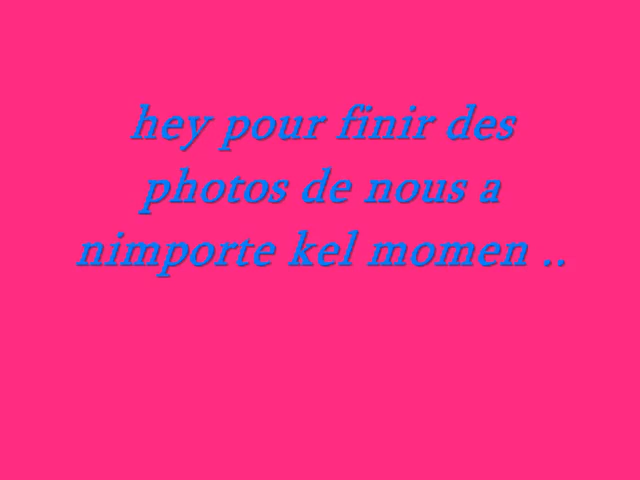 hey pour finir des
photos de nous a
nimporte kel momen ..